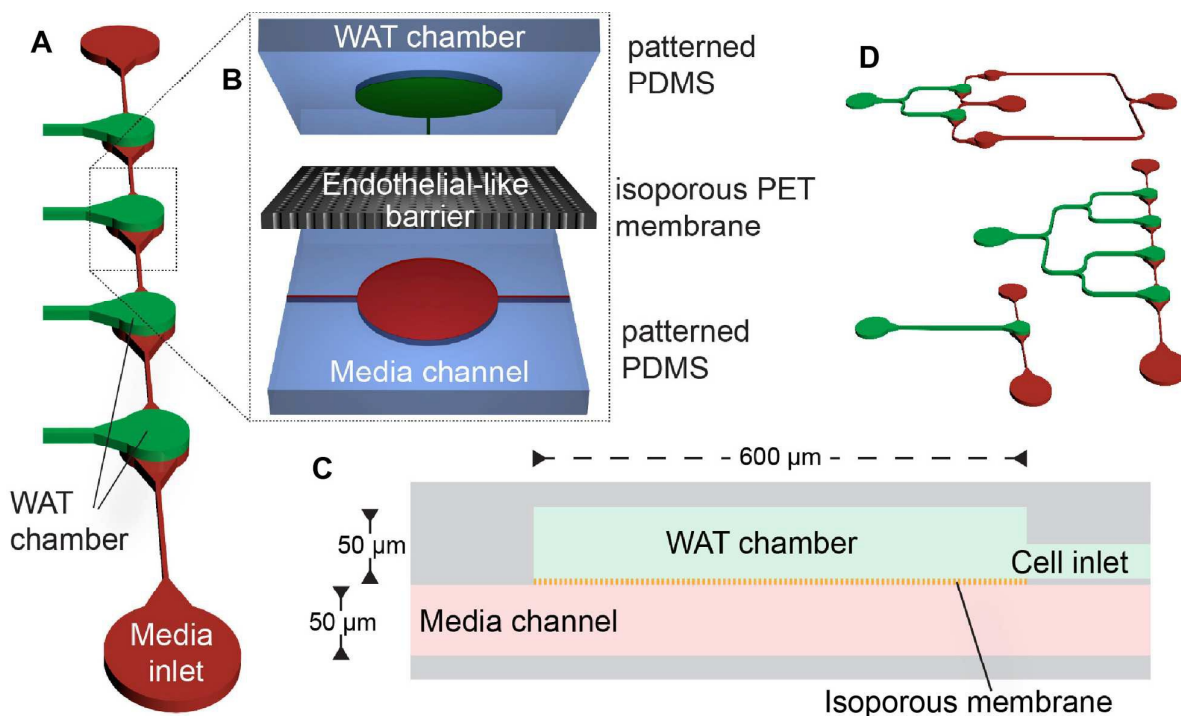 A
B
WAT chamber
patterned
PDMS
Endothelial-like
barrier
isoporous PET
membrane
Media channel
patterned
PDMS
WAT
chamber
Media
inlet
D
C
600 µm
50 µm
WAT chamber
Cell inlet
50 µm
Media channel
Isoporous membrane